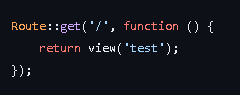 Route::get('/', function () {
    return view('test');
});